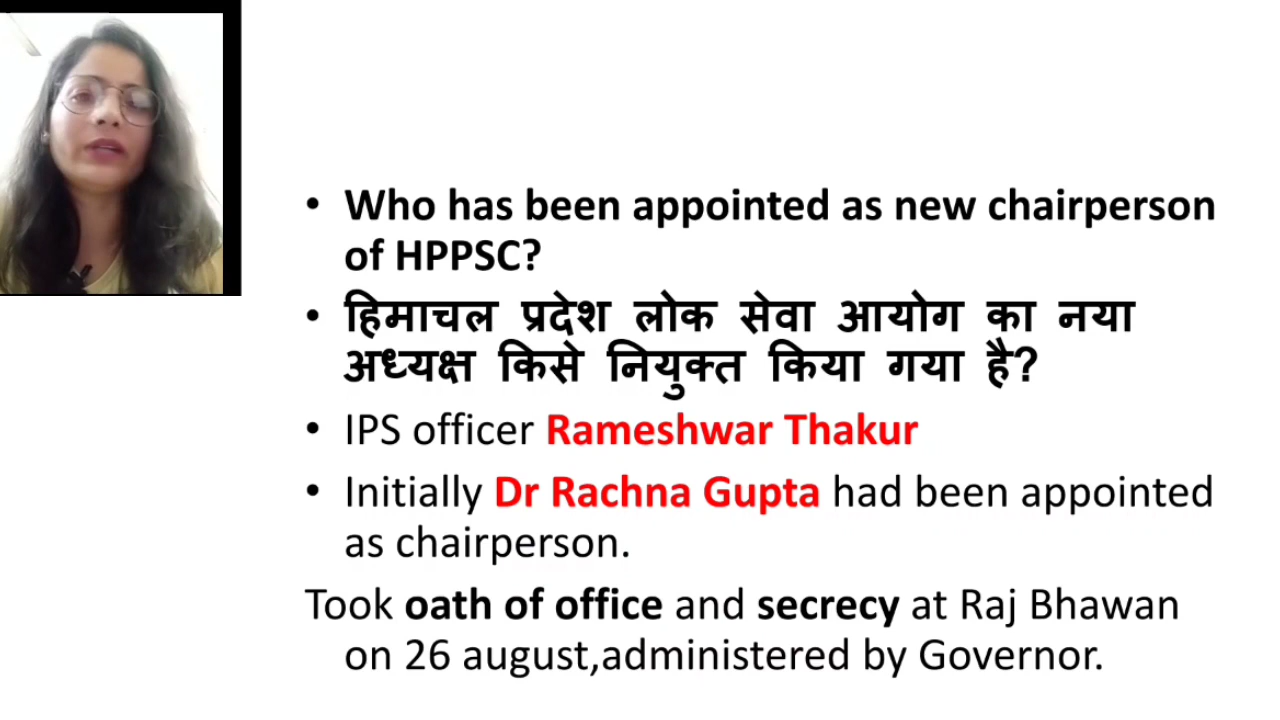 • Who has been appointed as new chairperson
of HPPSC?
• हिमाचल प्रदेश लोक सेवा आयोग का नया
अध्यक्ष किसे नियुक्त किया गया है?
• IPS officer Rameshwar Thakur
• Initially Dr Rachna Gupta had been appointed
as chairperson.
Took oath of office and secrecy at Raj Bhawan
on 26 august,administered by Governor.